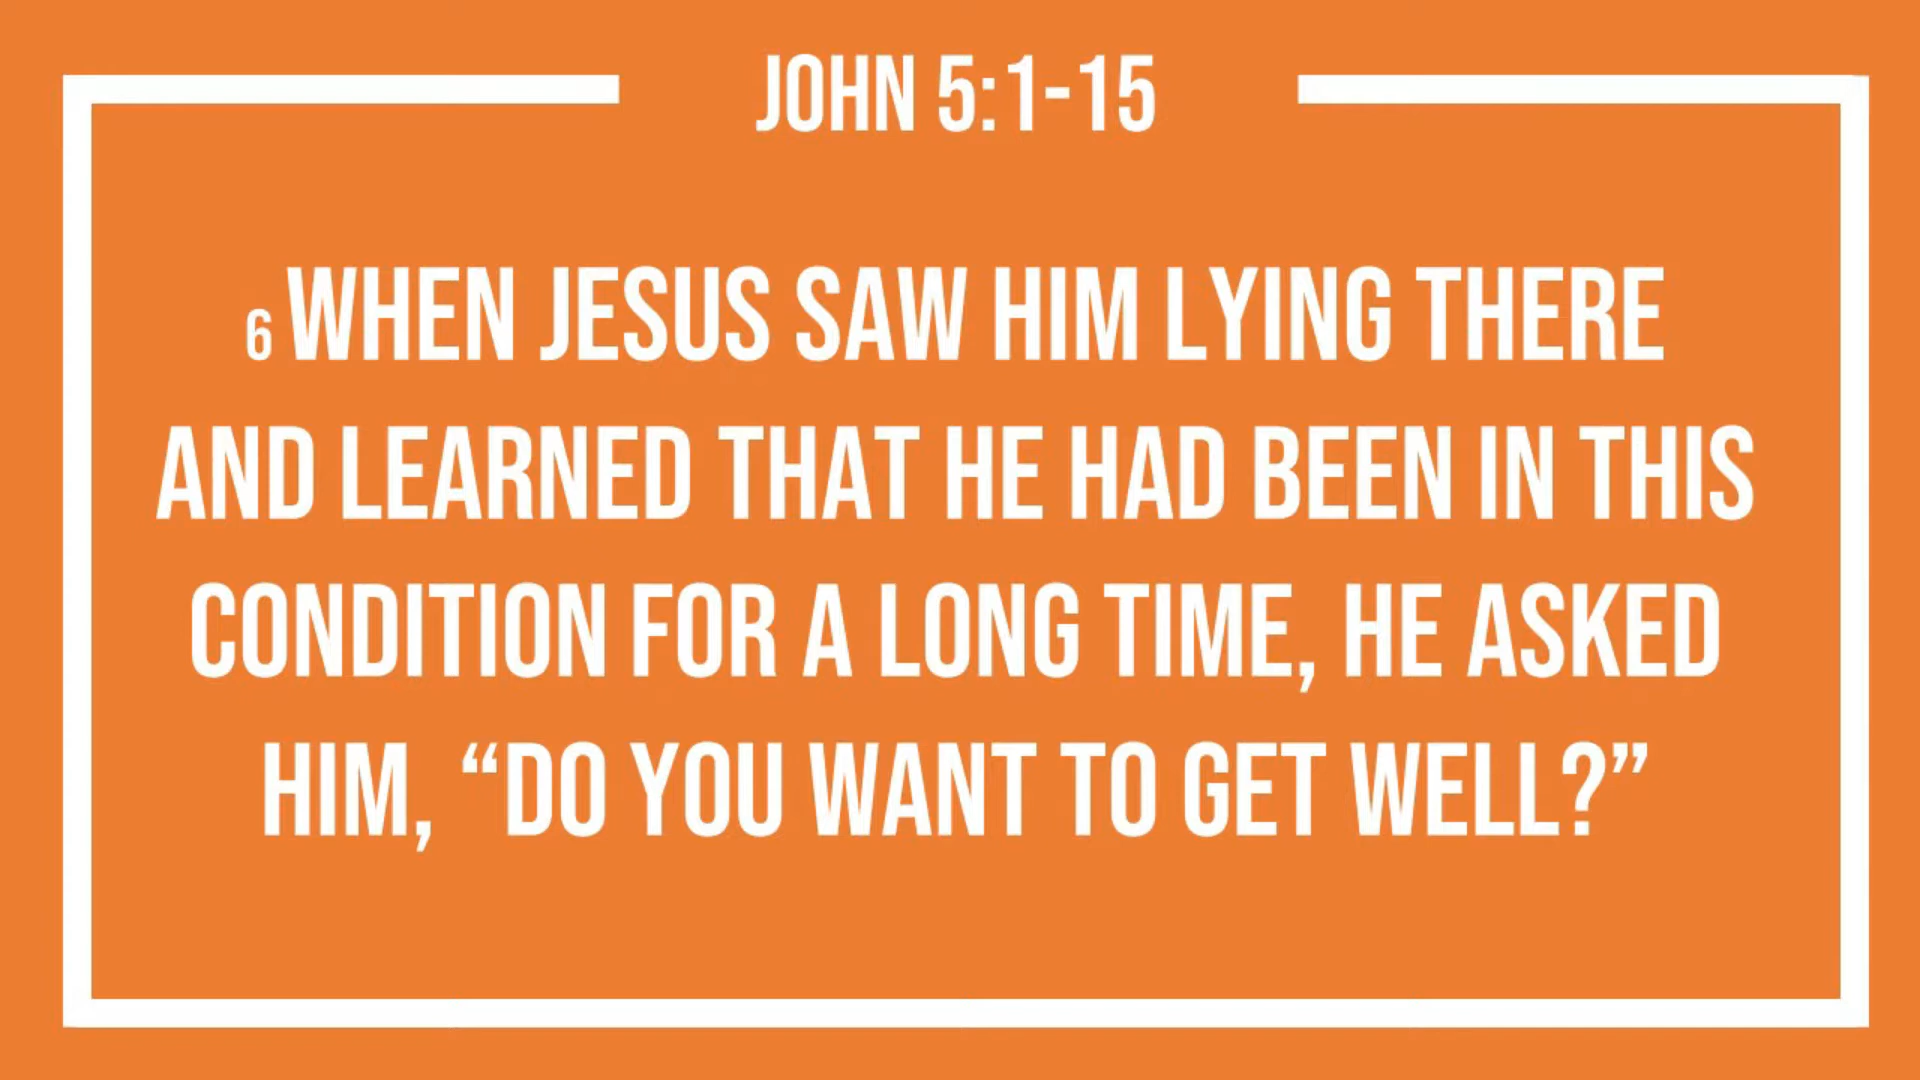 JOHN 5:1-15
6 WHEN JESUS SAW HIM LYING THERE
AND LEARNED THAT HE HAD BEEN IN THIS
CONDITION FOR A LONG TIME, HE ASKED
HIM, “DO YOU WANT TO GET WELL?”